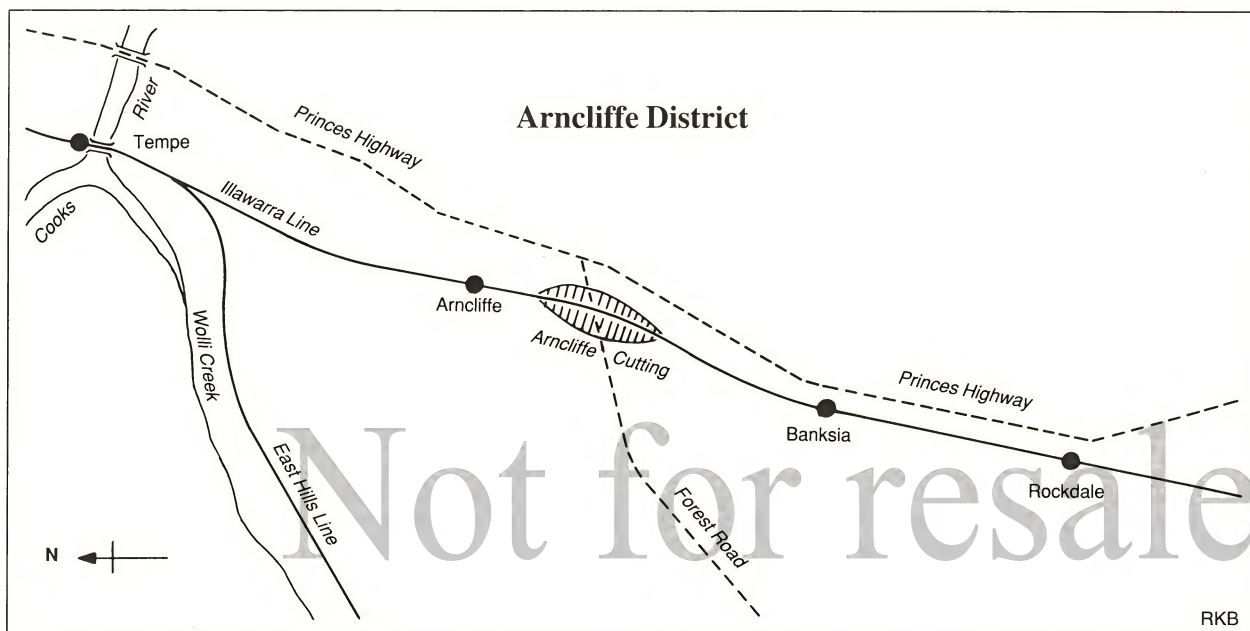 Arncliffe District
Princes Highway
River
Tempe
Illawarra Line
Cooks
Arncliffe
Arncliffe Cutting
Wolli Creek
Princes Highway
Banksia
Rockdale
East Hills Line
Forest Road
Not for resale
N
RKB